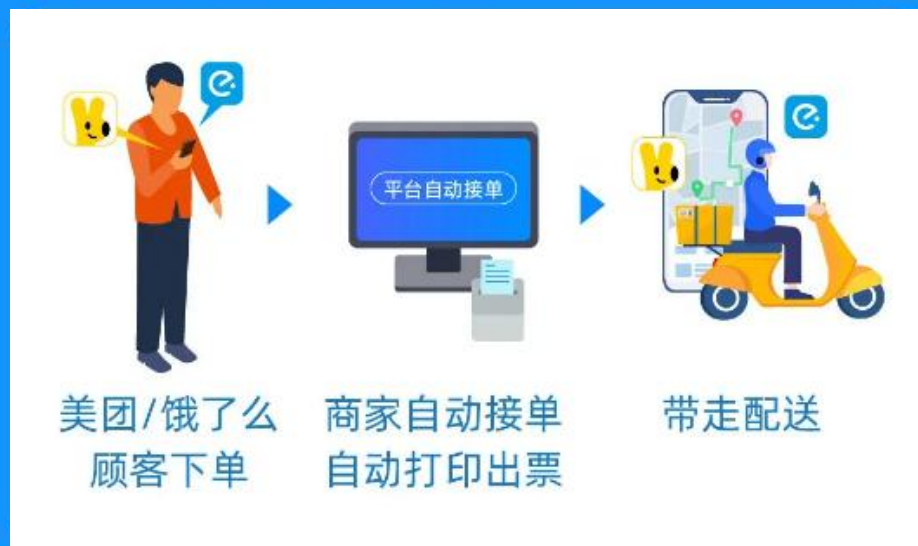 平台自动接单
美团/饿了么
顾客下单
商家自动接单
自动打印出票
带走配送